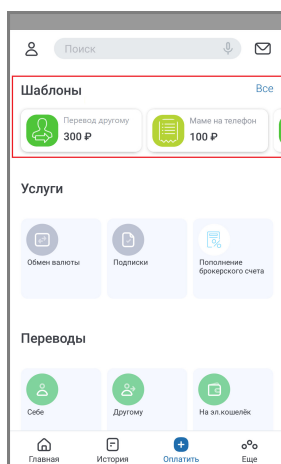 Поиск
Шаблоны
Все
Перевод другому
300 ₽
Маме на телефон
100 ₽
Услуги
Обмен валюты
Подписки
Пополнение
брокерского счета
Переводы
Себе
Другому
На эл.кошелёк
Главная
История
Оплатить
Еще